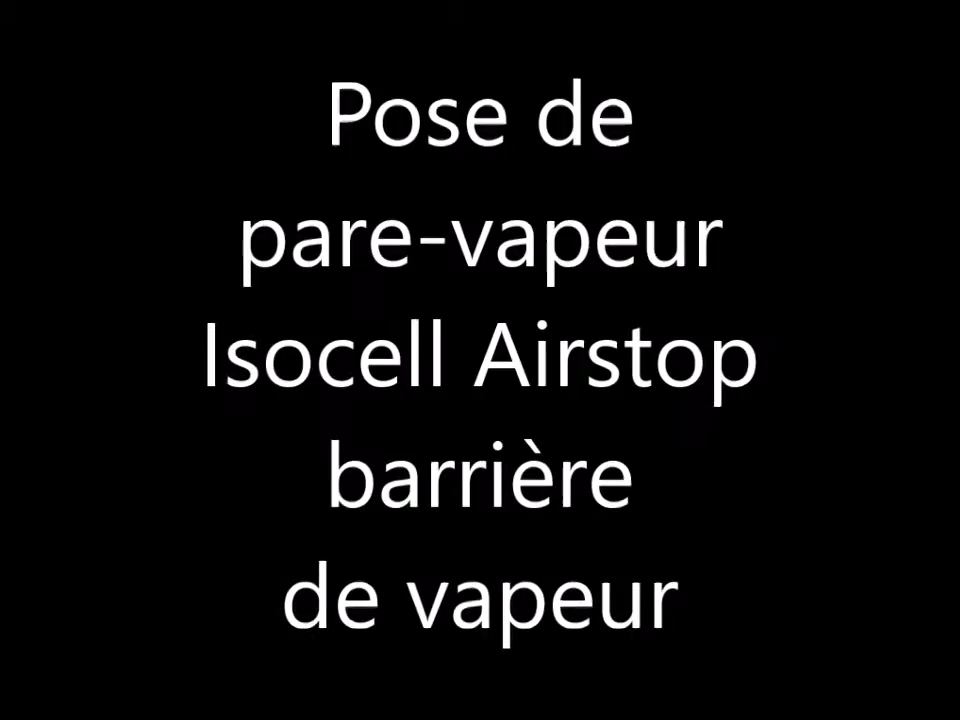 Pose de
pare-vapeur
Isocell Airstop
barrière
de vapeur